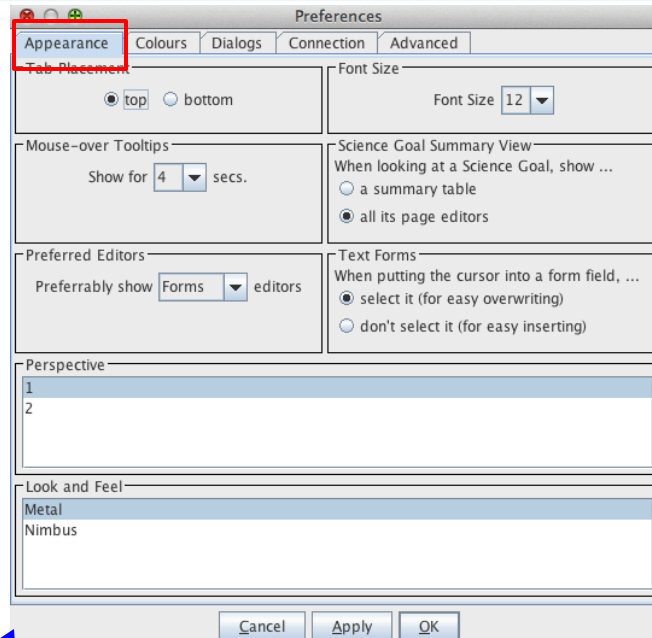 Preferences
Appearance Colours Dialogs Connection Advanced
Tab Placement
top bottom
Font Size
Font Size 12
Mouse-over Tooltips
Show for 4 secs.
Science Goal Summary View
When looking at a Science Goal, show ...
a summary table
all its page editors
Preferred Editors
Preferrably show Forms editors
Text Forms
When putting the cursor into a form field, ...
select it (for easy overwriting)
don't select it (for easy inserting)
Perspective
1
2
Look and Feel
Metal
Nimbus
Cancel Apply OK